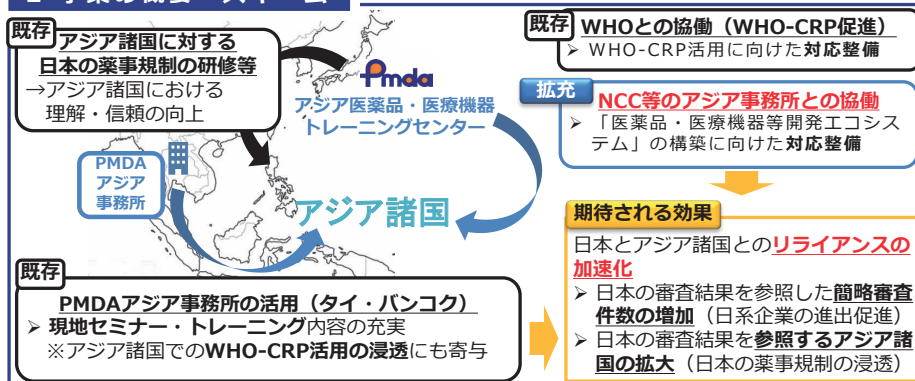 2 事業の概要・スキーム
既存
アジア諸国に対する
日本の薬事規制の研修等
→アジア諸国における
理解・信頼の向上
Pmda
アジア医薬品・医療機器
トレーニングセンター
PMDA
アジア
事務所
アジア諸国
既存
PMDAアジア事務所の活用（タイ・バンコク）
➢ 現地セミナー・トレーニング内容の充実
※アジア諸国でのWHO-CRP活用の浸透にも寄与
既存
WHOとの協働（WHO-CRP促進）
➢ WHO-CRP活用に向けた対応整備
拡充
NCC等のアジア事務所との協働
➢ 「医薬品・医療機器等開発エコシス
テム」の構築に向けた対応整備
期待される効果
日本とアジア諸国とのリライアンスの
加速化
➢ 日本の審査結果を参照した簡略審査
件数の増加（日系企業の進出促進）
➢ 日本の審査結果を参照するアジア諸
国の拡大（日本の薬事規制の浸透）